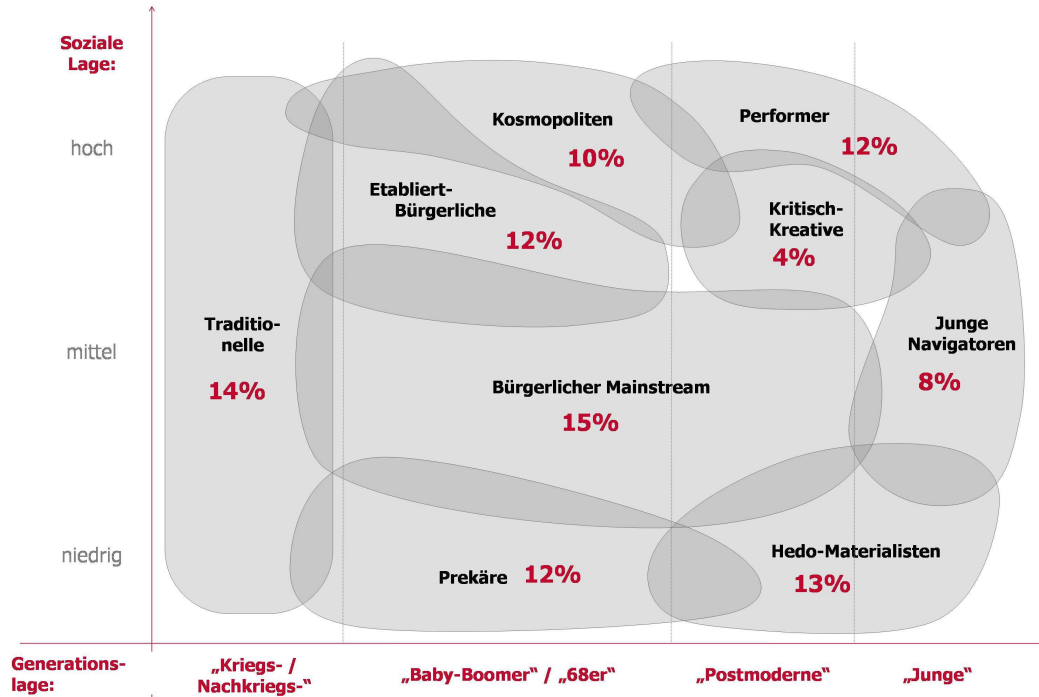 Soziale
Lage:
hoch
mittel
niedrig
Kosmopoliten
10%
Performer
12%
Etabliert-
Bürgerliche
12%
Kritisch-
Kreative
4%
Traditio-
nelle
14%
Bürgerlicher Mainstream
15%
Junge
Navigatoren
8%
Prekäre 12%
Hedo-Materialisten
13%
Generations-
lage:
„Kriegs- /
Nachkriegs-“
„Baby-Boomer“ / „68er“
„Postmoderne“
„Junge“